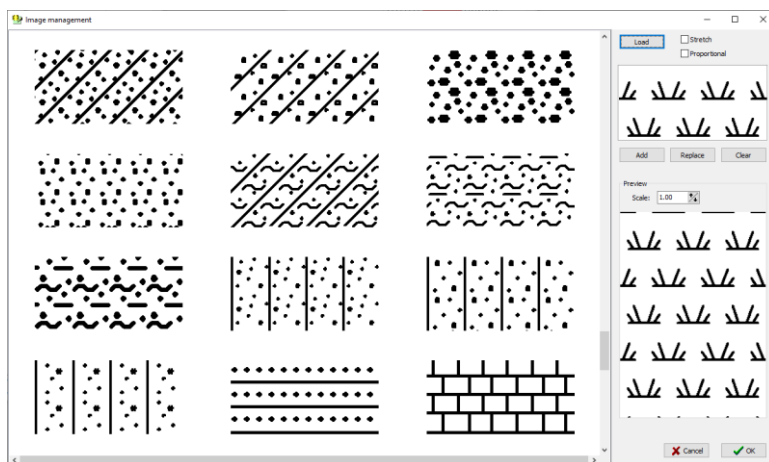 Image management
Load
Stretch
Proportional
Add Replace Clear
Preview
Scale: 1.00
Cancel OK